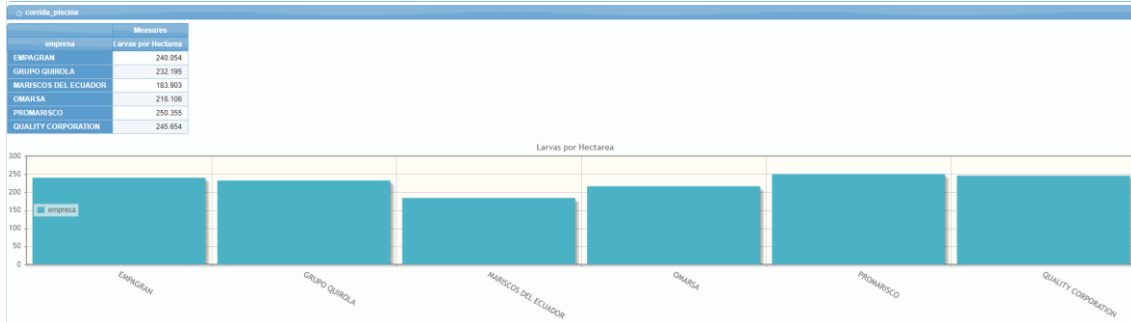 corrida_piscina
Measures
empresa Larvas por Hectarea
EMPAGRAN 240.054
GRUPO QUIROLA 232.195
MARISCOS DEL ECUADOR 183.903
OMARSA 216.106
PROMARISCO 250.355
QUALITY CORPORATION 245.654
Larvas por Hectarea
300
250
200
150
100
50
0
empresa
EMPAGRAN
GRUPO QUIROLA
MARISCOS DEL ECUADOR
OMARSA
PROMARISCO
QUALITY CORPORATION